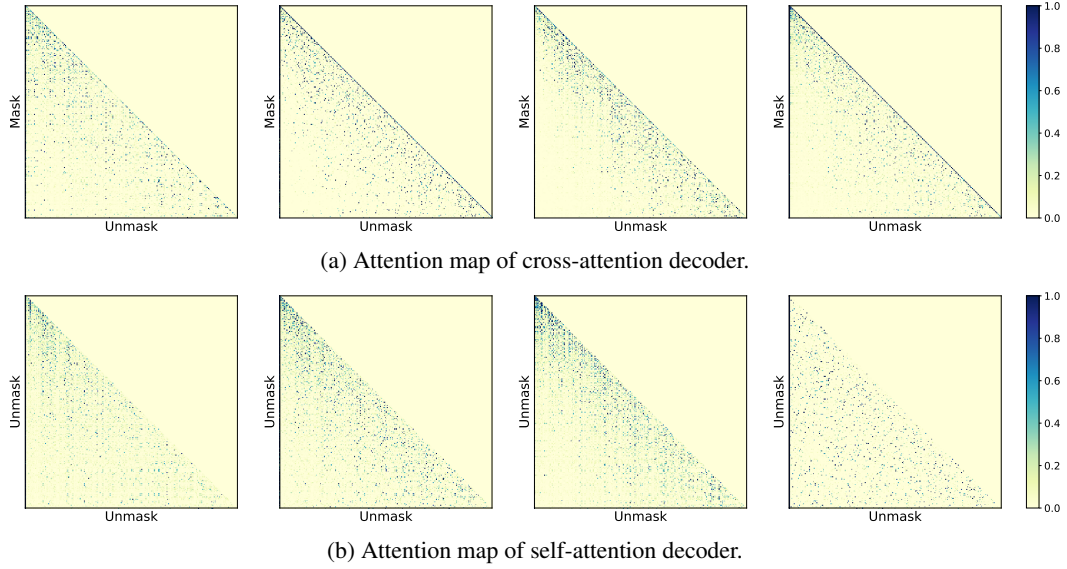 Mask Mask Mask Mask
1.0
0.8
0.6
0.4
0.2
0.0
Unmask Unmask Unmask Unmask
(a) Attention map of cross-attention decoder.
Unmask Unmask Unmask Unmask
1.0
0.8
0.6
0.4
0.2
0.0
Unmask Unmask Unmask Unmask
(b) Attention map of self-attention decoder.